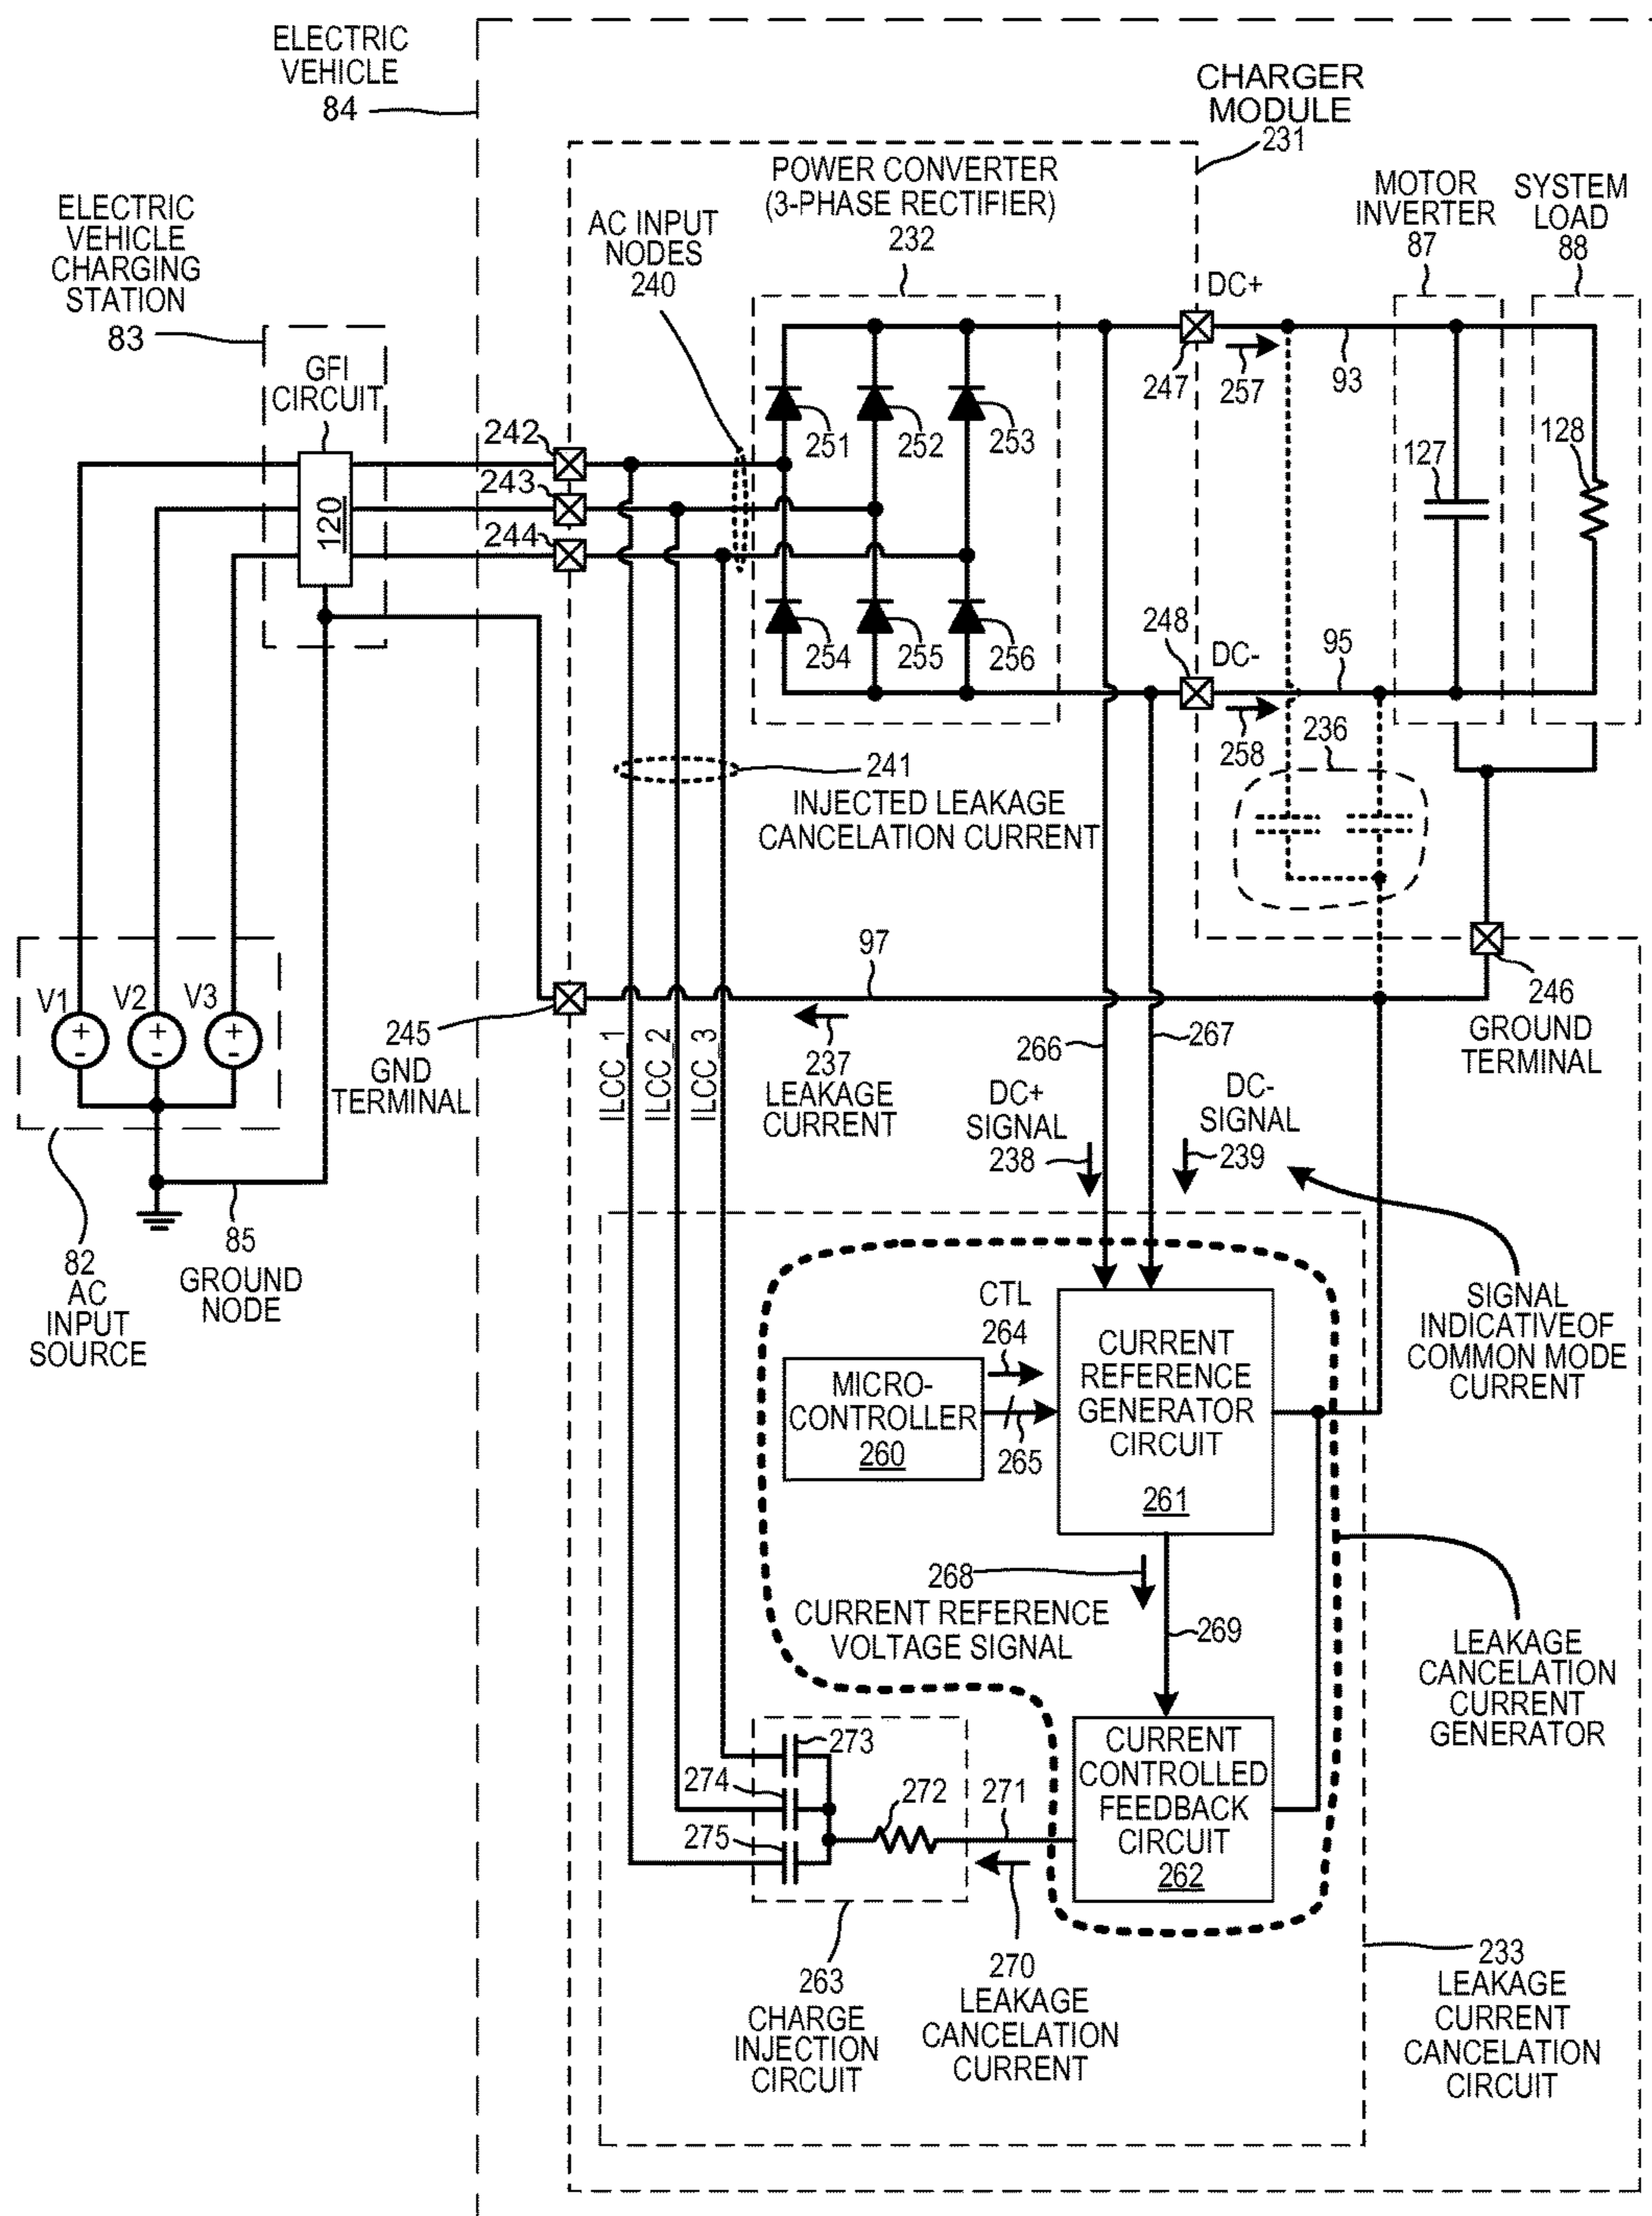 ELECTRIC
VEHICLE
84
CHARGER
MODULE
231
POWER CONVERTER
(3-PHASE RECTIFIER)
232
AC INPUT
NODES
240
MOTOR
INVERTER
87
SYSTEM
LOAD
88
ELECTRIC
VEHICLE
CHARGING
STATION
83
GFI
CIRCUIT
120
242
243
244
251
252
253
254
255
256
DC+
247
257
93
127
128
248
DC-
95
258
236
241
INJECTED LEAKAGE
CANCELATION CURRENT
97
246
GROUND
TERMINAL
V1
V2
V3
+
-
+
-
+
-
245
GND
TERMINAL
ILCC_1
ILCC_2
ILCC_3
237
LEAKAGE
CURRENT
266
267
DC+
SIGNAL
238
DC-
SIGNAL
239
82
AC
INPUT
SOURCE
85
GROUND
NODE
SIGNAL
INDICATIVEOF
COMMON MODE
CURRENT
CTL
264
MICRO-
CONTROLLER
260
265
CURRENT
REFERENCE
GENERATOR
CIRCUIT
261
268
CURRENT REFERENCE
VOLTAGE SIGNAL
269
LEAKAGE
CANCELATION
CURRENT
GENERATOR
273
274
275
272
271
CURRENT
CONTROLLED
FEEDBACK
CIRCUIT
262
263
CHARGE
INJECTION
CIRCUIT
270
LEAKAGE
CANCELATION
CURRENT
233
LEAKAGE
CURRENT
CANCELATION
CIRCUIT